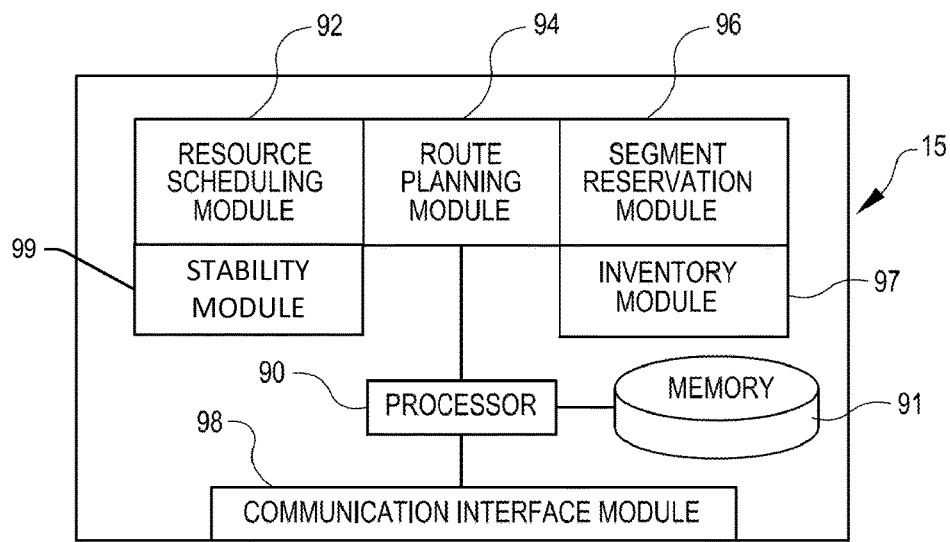 92
94
96
RESOURCE
SCHEDULING
MODULE
ROUTE
PLANNING
MODULE
SEGMENT
RESERVATION
MODULE
15
99
STABILITY
MODULE
INVENTORY
MODULE
97
90
PROCESSOR
MEMORY
91
98
COMMUNICATION INTERFACE MODULE